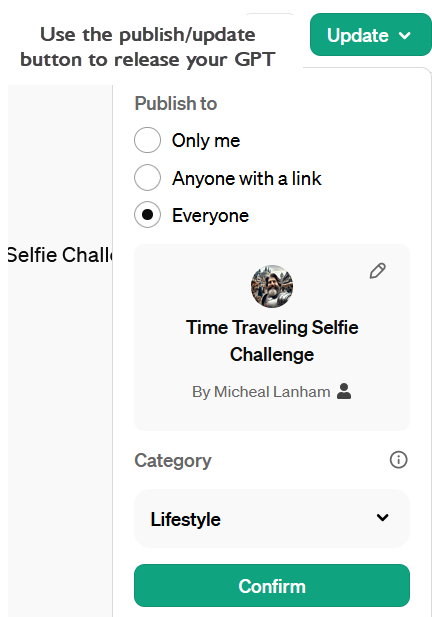 Use the publish/update
button to release your GPT
Update
Publish to
Only me
Anyone with a link
Everyone
Selfie Chall
Time Traveling Selfie
Challenge
By Micheal Lanham
Category
Lifestyle
Confirm